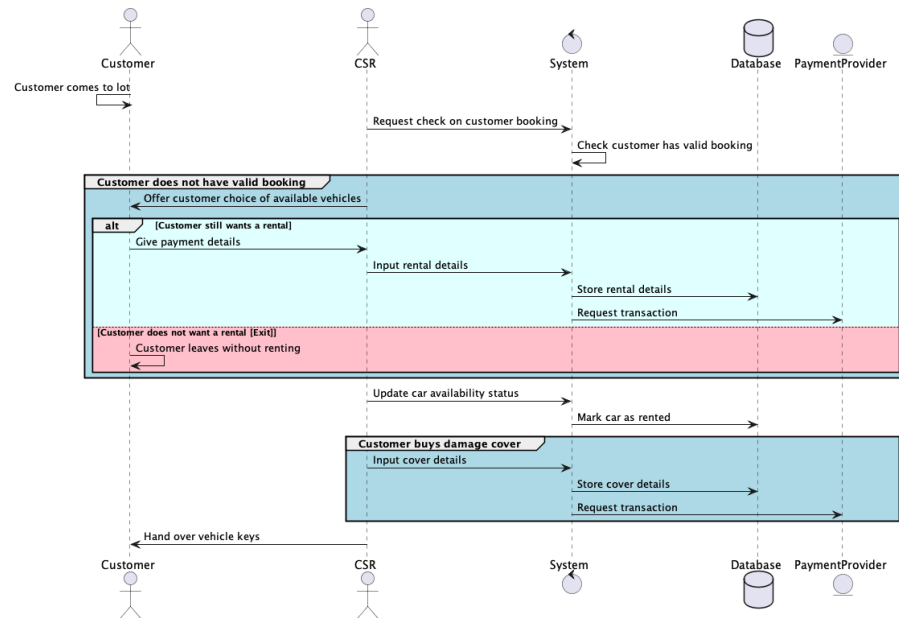 Customer CSR System Database PaymentProvider
Customer comes to lot
Request check on customer booking
Check customer has valid booking
Customer does not have valid booking
Offer customer choice of available vehicles
alt [Customer still wants a rental]
Give payment details
Input rental details
Store rental details
Request transaction
[Customer does not want a rental [Exit]]
Customer leaves without renting
Update car availability status
Mark car as rented
Customer buys damage cover
Input cover details
Store cover details
Request transaction
Hand over vehicle keys
Customer CSR System Database PaymentProvider